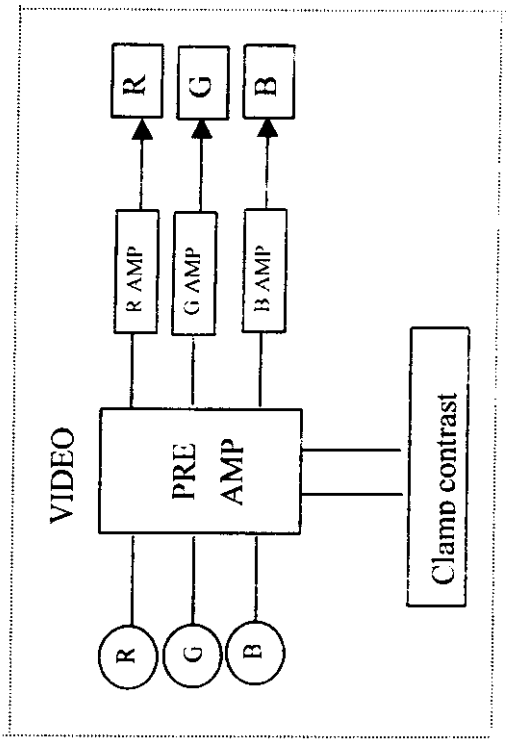 VIDEO
R
G
B
PRE
AMP
R AMP
G AMP
B AMP
R
G
B
Clamp contrast